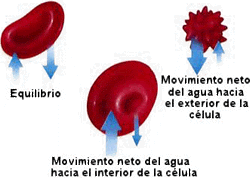 Equilibrio
Movimiento neto
del agua hacia
el exterior de la
célula
Movimiento neto del agua
hacia el interior de la célula